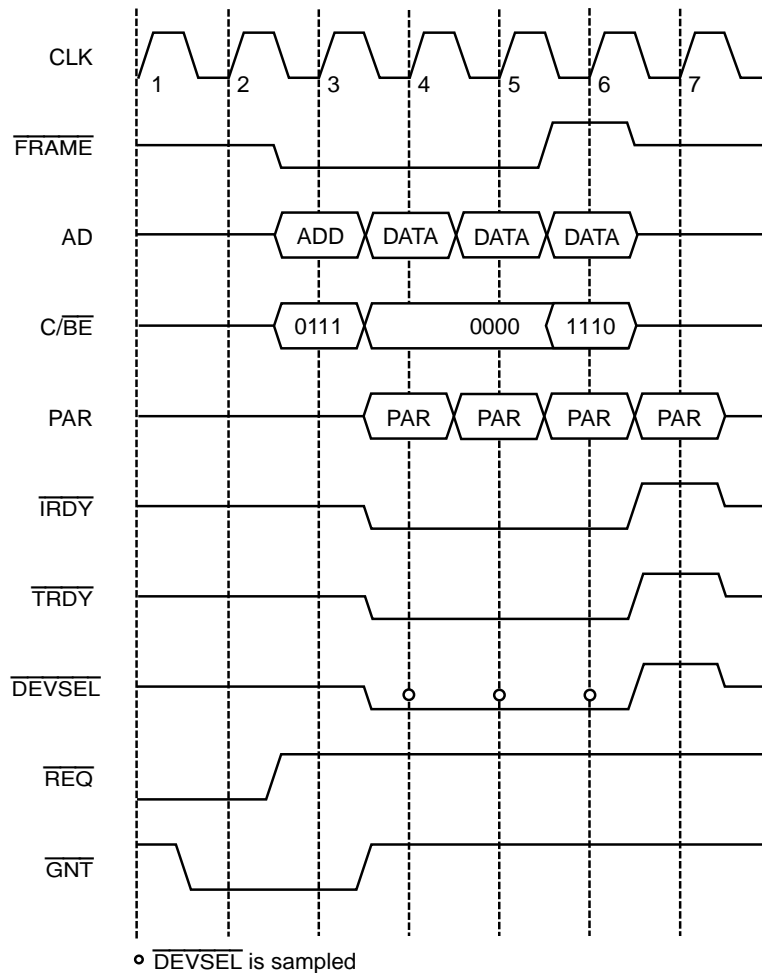 CLK
1 2 3 4 5 6 7
FRAME
AD
ADD DATA DATA DATA
C/BE
0111 0000 1110
PAR
PAR PAR PAR PAR
IRDY
TRDY
DEVSEL
REQ
GNT
DEVSEL is sampled